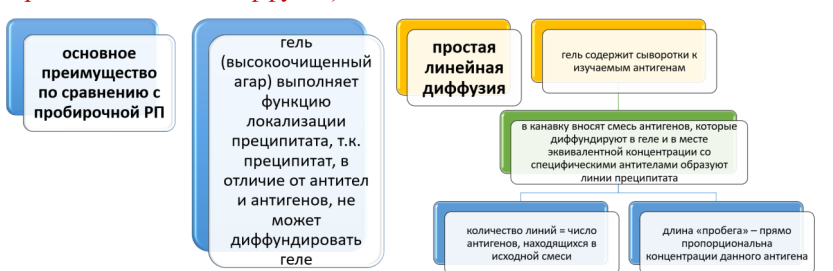 основное
преимущество
по сравнению с
пробирочной РП
гель
(высокоочищенный
агар) выполняет
функцию
локализации
преципитата, т.к.
преципитат, в
отличие от антител
и антигенов, не
может
диффундировать
геле
простая
линейная
диффузия
гель содержит сыворотки к
изучаемым антигенам
в канавку вносят смесь антигенов, которые
диффундируют в геле и в месте
эквивалентной концентрации со
специфическими антителами образуют
линии преципитата
количество линий = число
антигенов, находящихся в
исходной смеси
длина «пробега» – прямо
пропорциональна
концентрации данного антигена